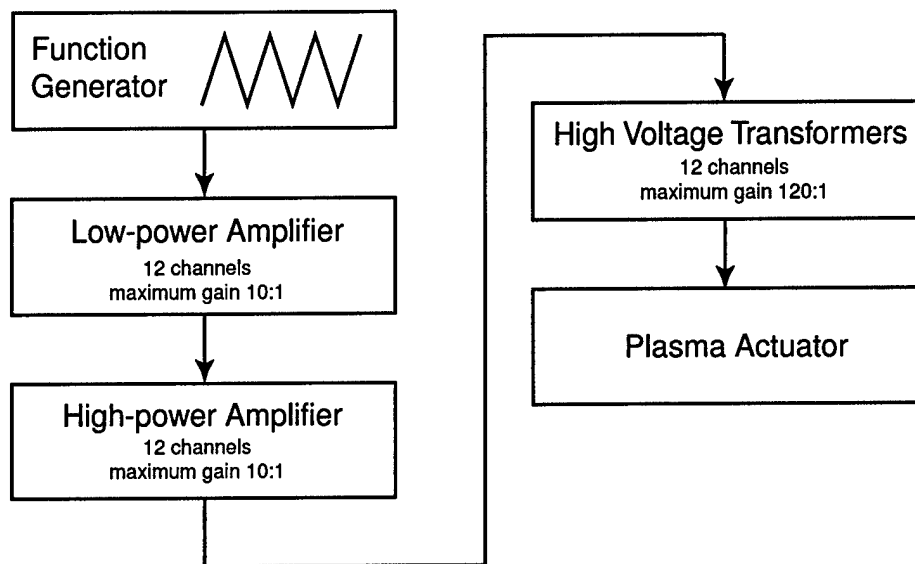 Function
Generator
Low-power Amplifier
12 channels
maximum gain 10:1
High-power Amplifier
12 channels
maximum gain 10:1
High Voltage Transformers
12 channels
maximum gain 120:1
Plasma Actuator